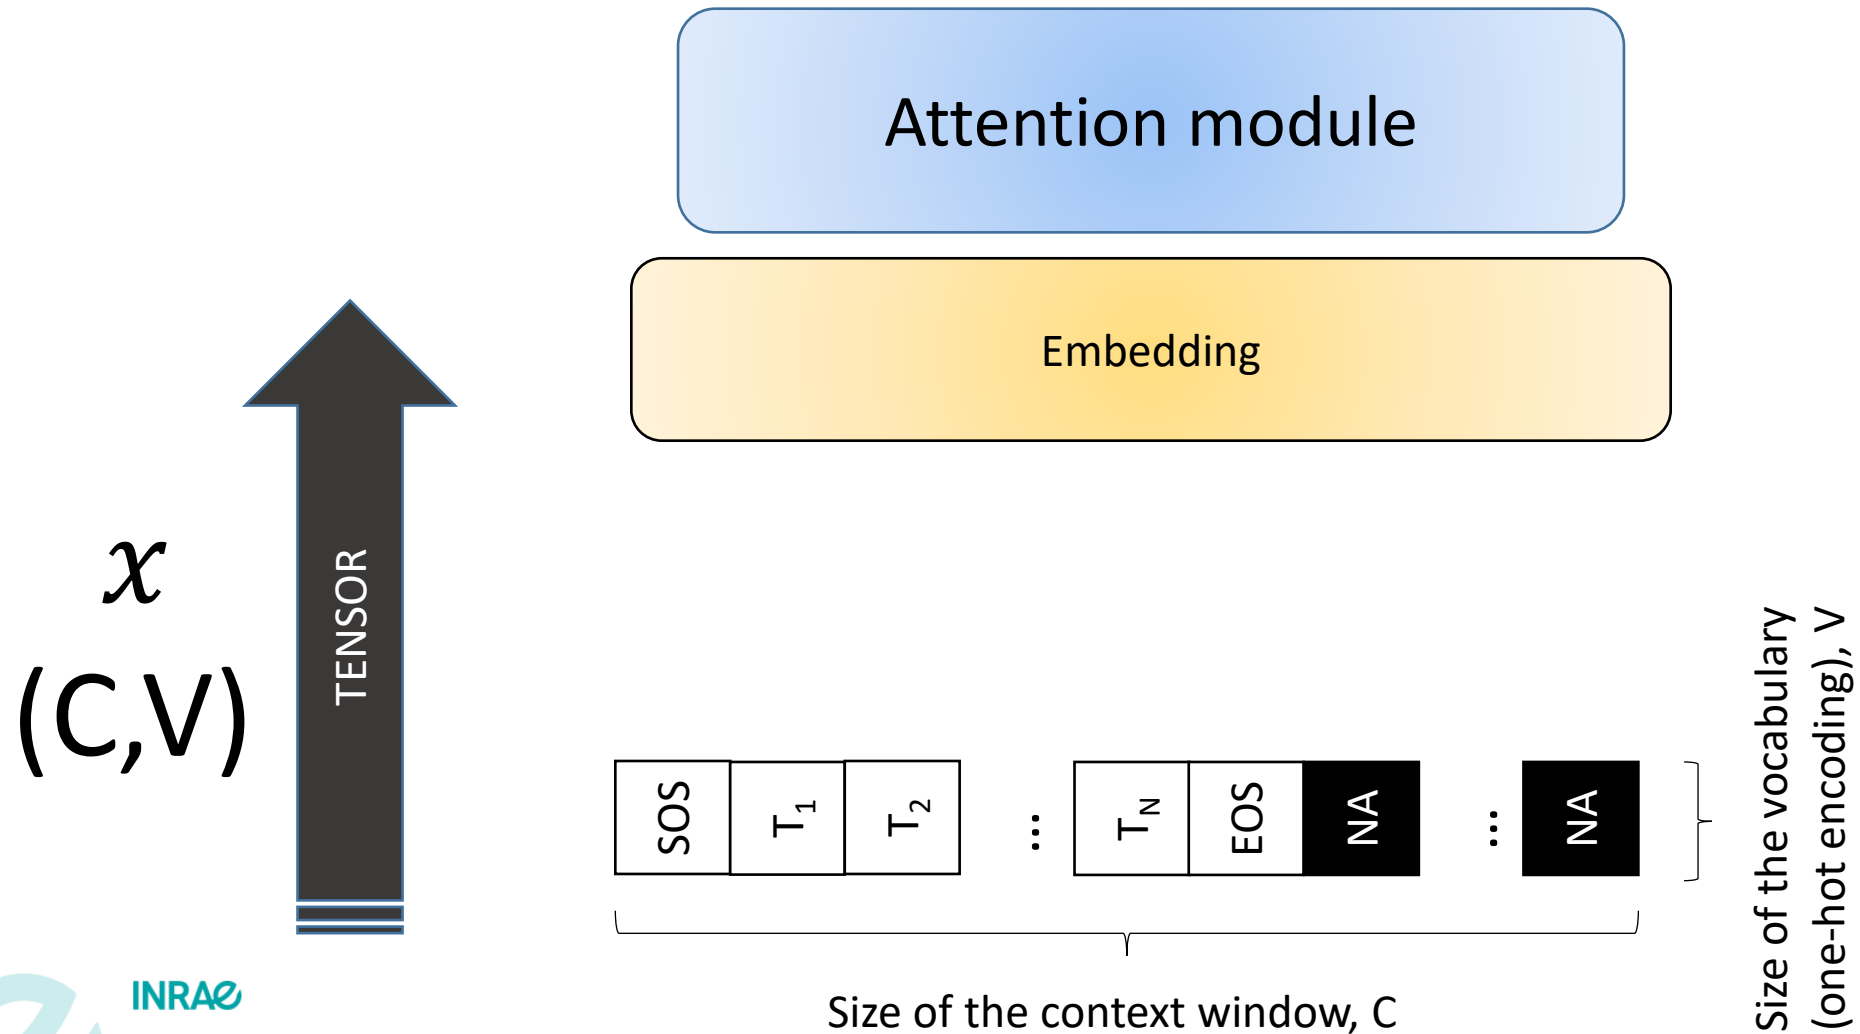 Attention module
Embedding
TENSOR
x
(C,V)
SOS T1 T2 ... TN EOS NA ... NA
Size of the vocabulary
(one-hot encoding), V
Size of the context window, C
INRAE